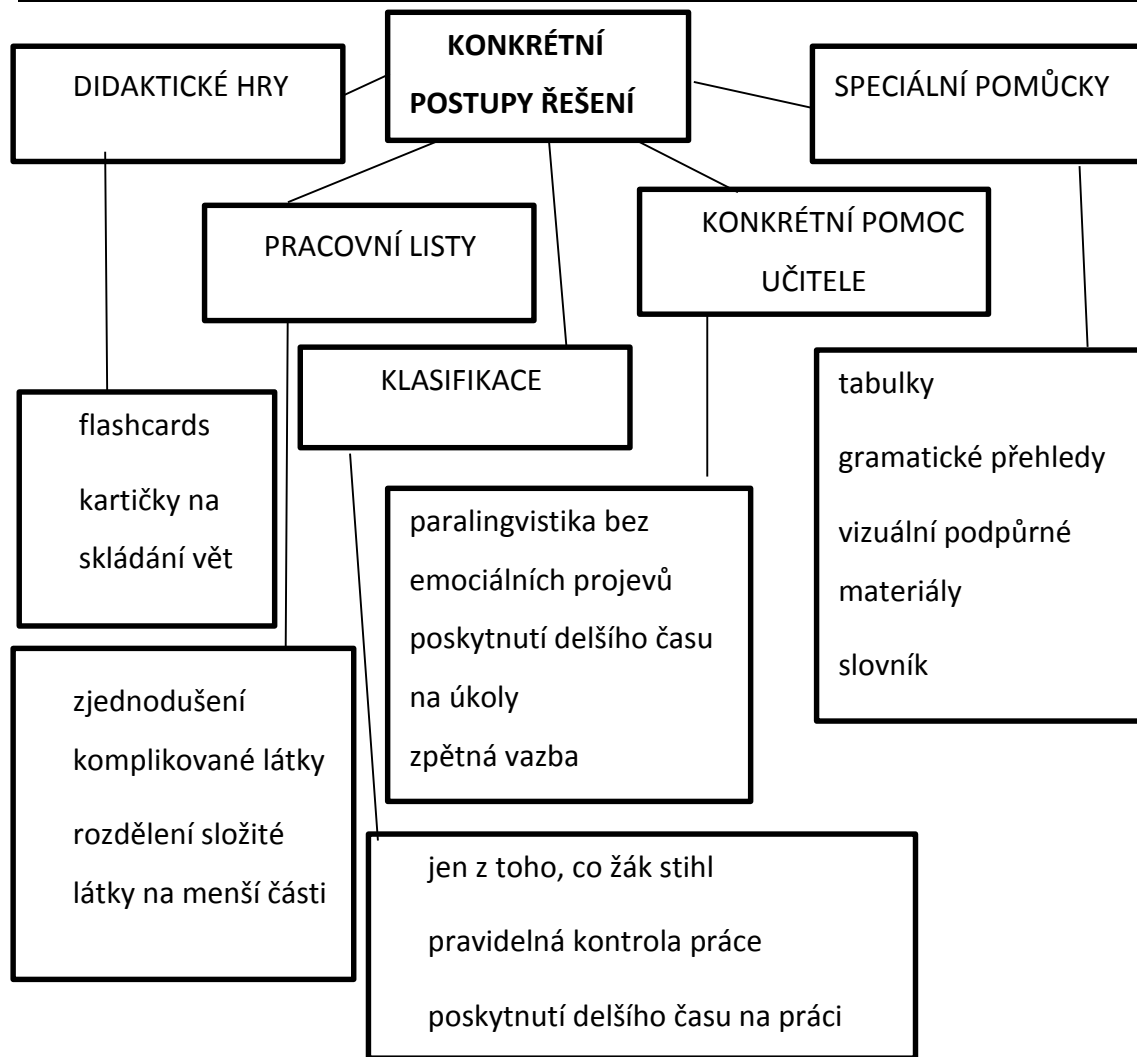 KONKRÉTNÍ
POSTUPY ŘEŠENÍ
DIDAKTICKÉ HRY
SPECIÁLNÍ POMŮCKY
PRACOVNÍ LISTY
KONKRÉTNÍ POMOC
UČITELE
KLASIFIKACE
flashcards
kartičky na
skládání vět
tabulky
gramatické přehledy
vizuální podpůrné
materiály
slovník
paralingvistika bez
emociálních projevů
poskytnutí delšího času
na úkoly
zpětná vazba
zjednodušení
komplikované látky
rozdělení složité
látky na menší části
jen z toho, co žák stihl
pravidelná kontrola práce
poskytnutí delšího času na práci